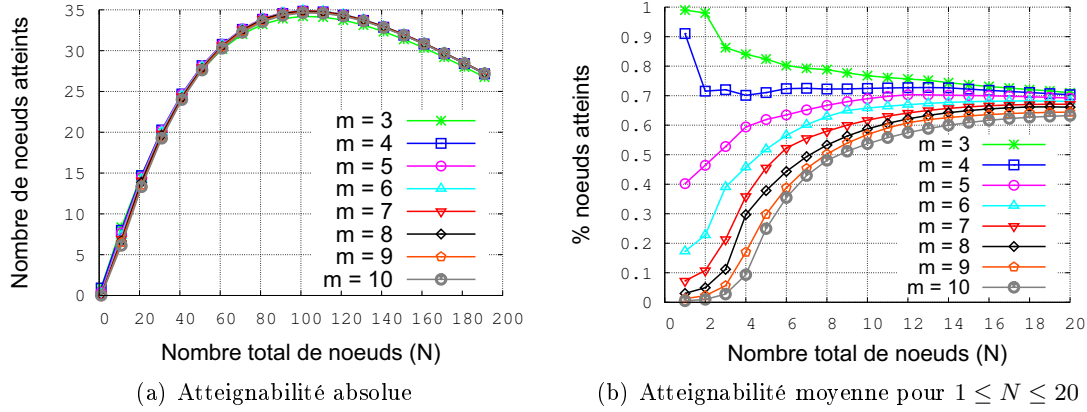 Nombre de noeuds atteints
35
30
25
20
15
10
5
0
0 20 40 60 80 100 120 140 160 180 200
m = 3
m = 4
m = 5
m = 6
m = 7
m = 8
m = 9
m = 10
Nombre total de noeuds (N)
(a) Atteignabilité absolue
% noeuds atteints
1
0.9
0.8
0.7
0.6
0.5
0.4
0.3
0.2
0.1
0
0 2 4 6 8 10 12 14 16 18 20
m = 3
m = 4
m = 5
m = 6
m = 7
m = 8
m = 9
m = 10
Nombre total de noeuds (N)
(b) Atteignabilité moyenne pour 1 ≤ N ≤ 20